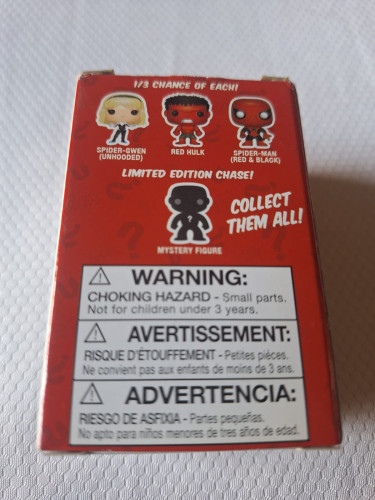 1/3 CHANCE OF EACH!
SPIDER-GWEN
(UNHOODED)
RED HULK
SPIDER-MAN
(RED & BLACK)
LIMITED EDITION CHASE!
MYSTERY FIGURE
COLLECT
THEM ALL!
WARNING:
CHOKING HAZARD - Small parts.
Not for children under 3 years.
AVERTISSEMENT:
RISQUE D'ÉTOUFFEMENT - Petites pièces.
Ne convient pas aux enfants de moins de 3 ans.
ADVERTENCIA:
RIESGO DE ASFIXIA - Partes pequeñas.
No apto para niños menores de tres años de edad.